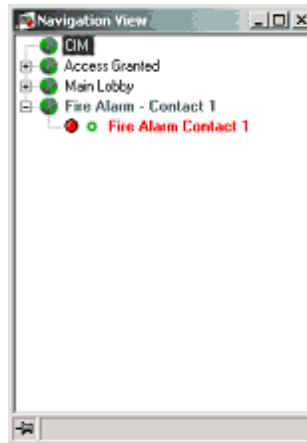 Navigation View
CIM
Access Granted
Main Lobby
Fire Alarm - Contact 1
Fire Alarm Contact 1